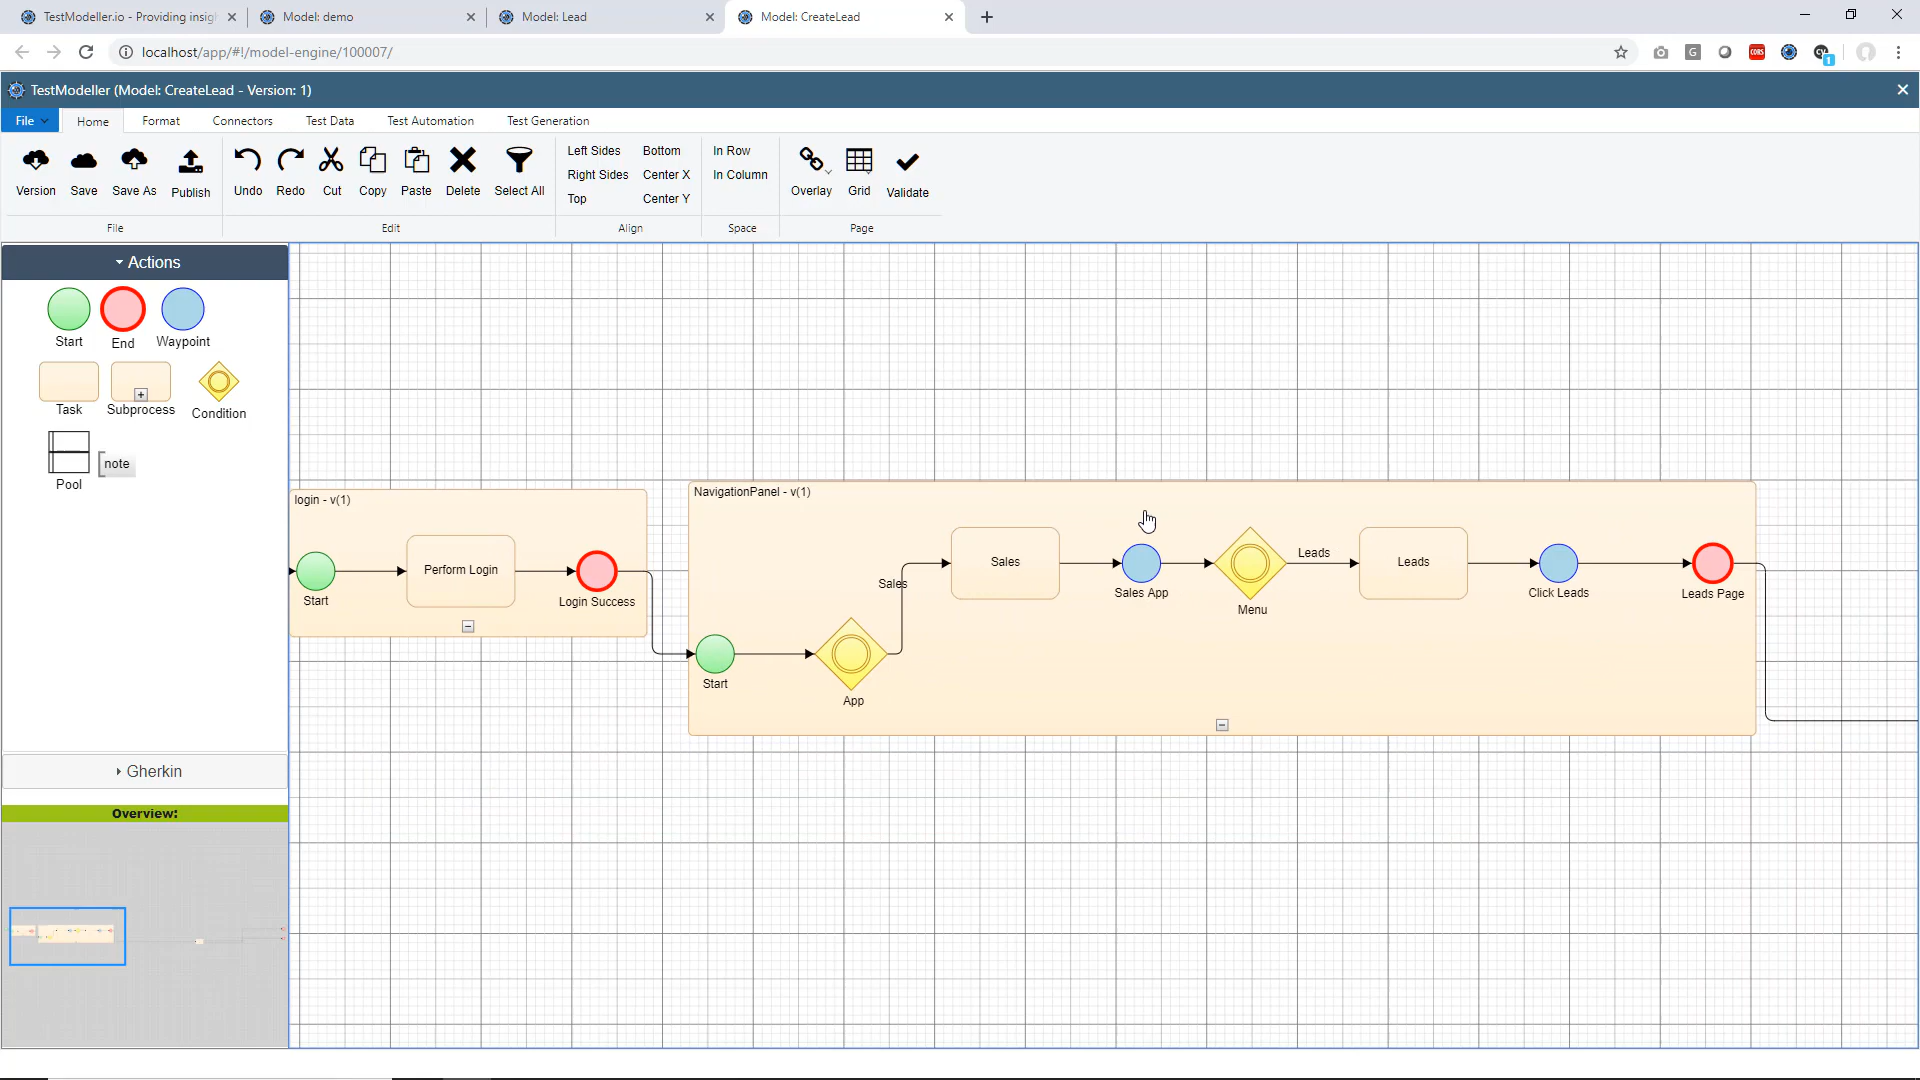 TestModeller.io - Providing insig
Model: demo
Model: Lead
Model: CreateLead
localhost/app/#!/model-engine/100007/
G
CORS
1
TestModeller (Model: CreateLead - Version: 1)
File
Home
Format
Connectors
Test Data
Test Automation
Test Generation
Version
Save
Save As
Publish
Undo
Redo
Cut
Copy
Paste
Delete
Select All
Left Sides
Bottom
Right Sides
Center X
Top
Center Y
In Row
In Column
Overlay
Grid
Validate
File
Edit
Align
Space
Page
Actions
Start
End
Waypoint
Task
Subprocess
Condition
Pool
note
Gherkin
Overview:
login - v(1)
Start
Perform Login
Login Success
NavigationPanel - v(1)
Start
App
Sales
Sales
Sales App
Menu
Leads
Leads
Click Leads
Leads Page